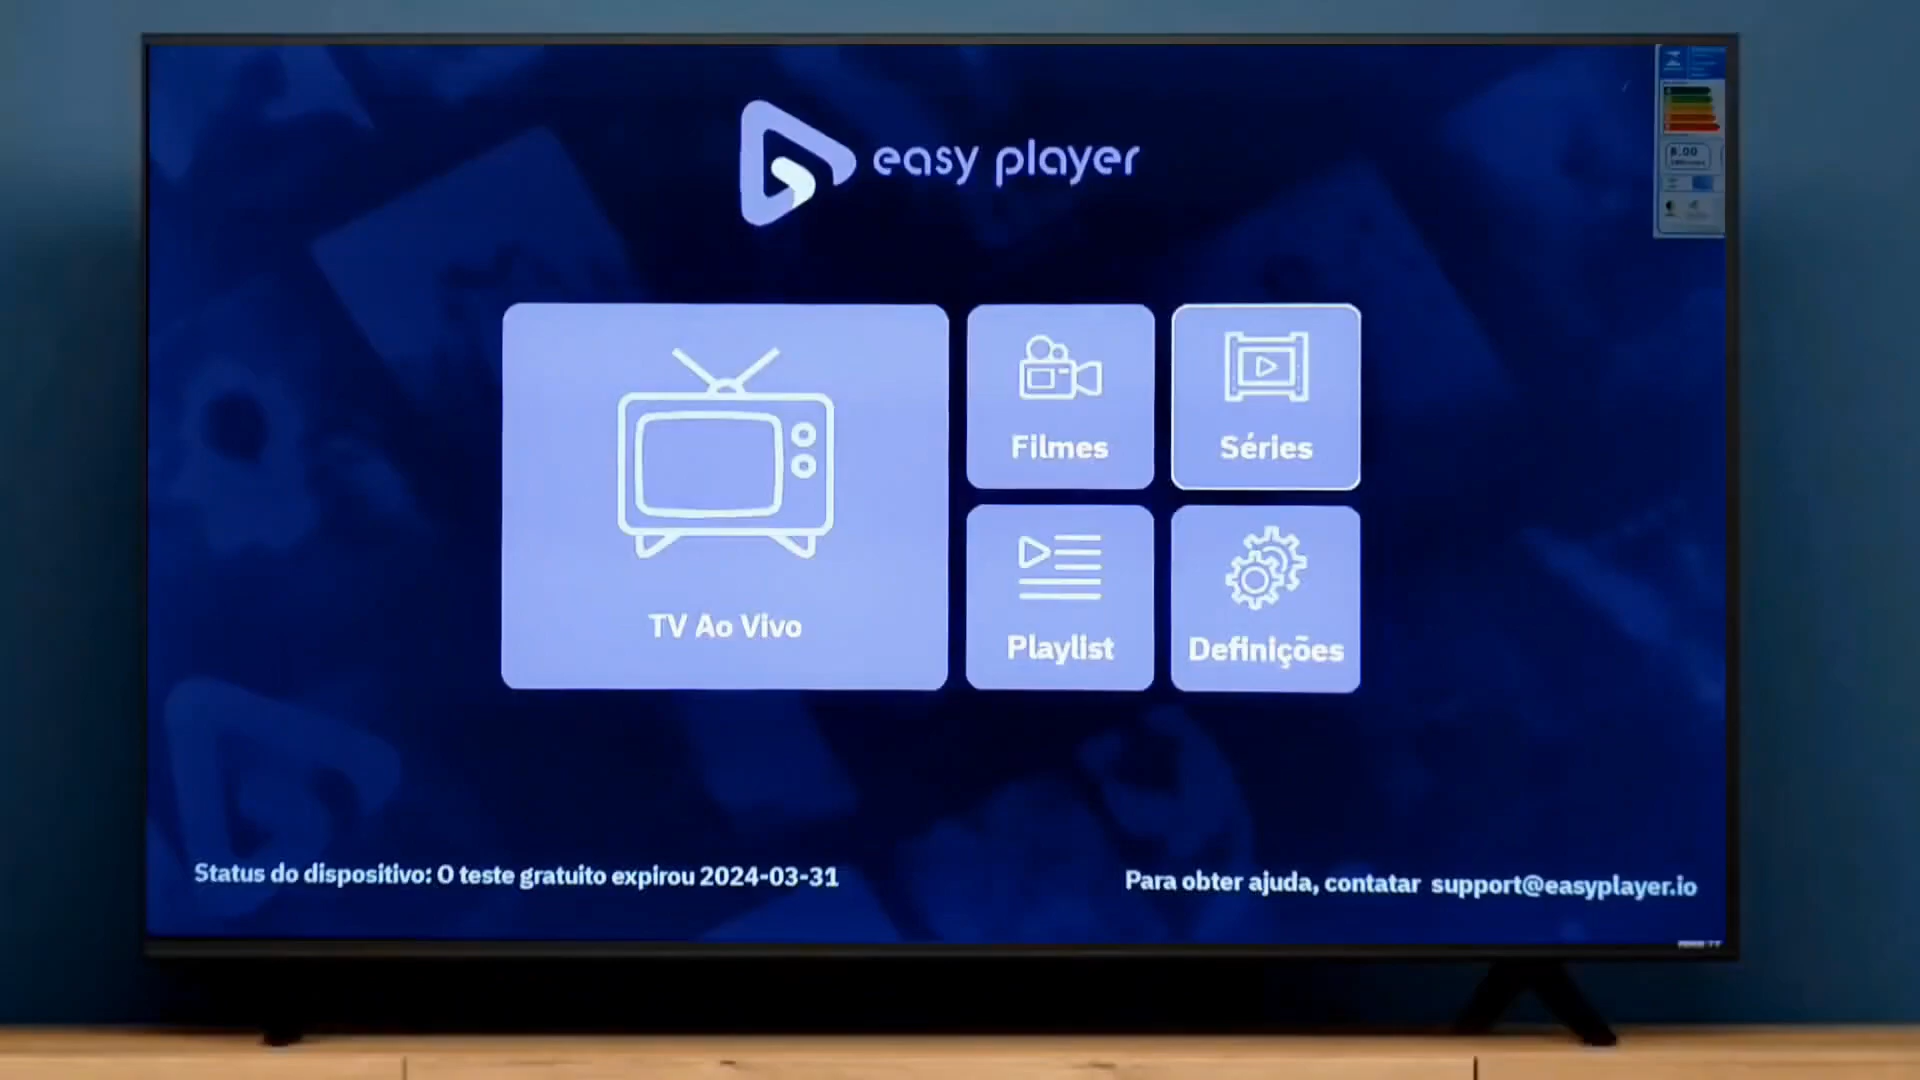 easy player
Filmes
Séries
TV Ao Vivo
Playlist
Definições
Status do dispositivo: O teste gratuito expirou 2024-03-31
Para obter ajuda, contatar support@easyplayer.io